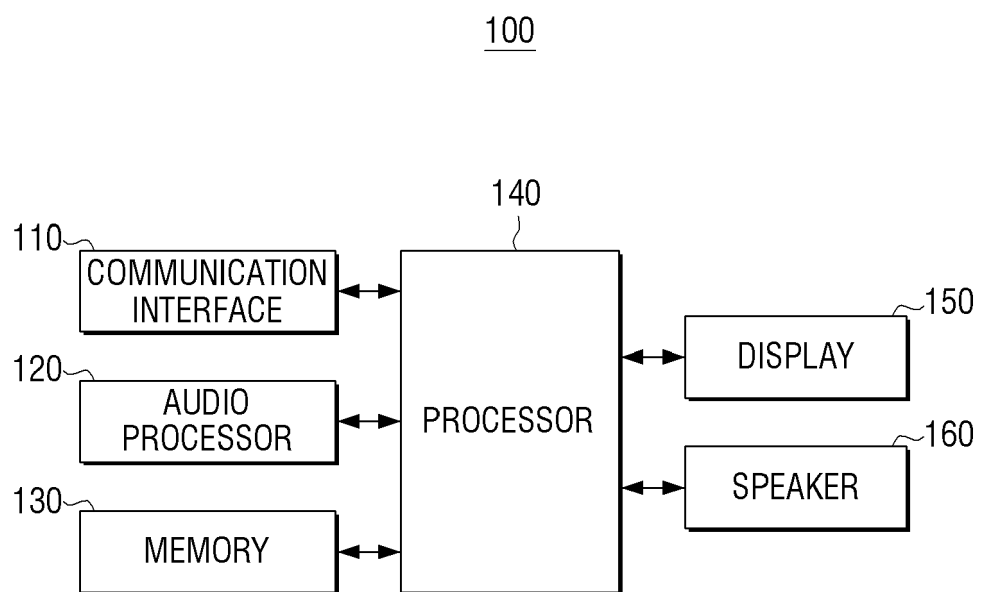 100
140
110
COMMUNICATION
INTERFACE
150
DISPLAY
120
AUDIO
PROCESSOR
PROCESSOR
160
SPEAKER
130
MEMORY